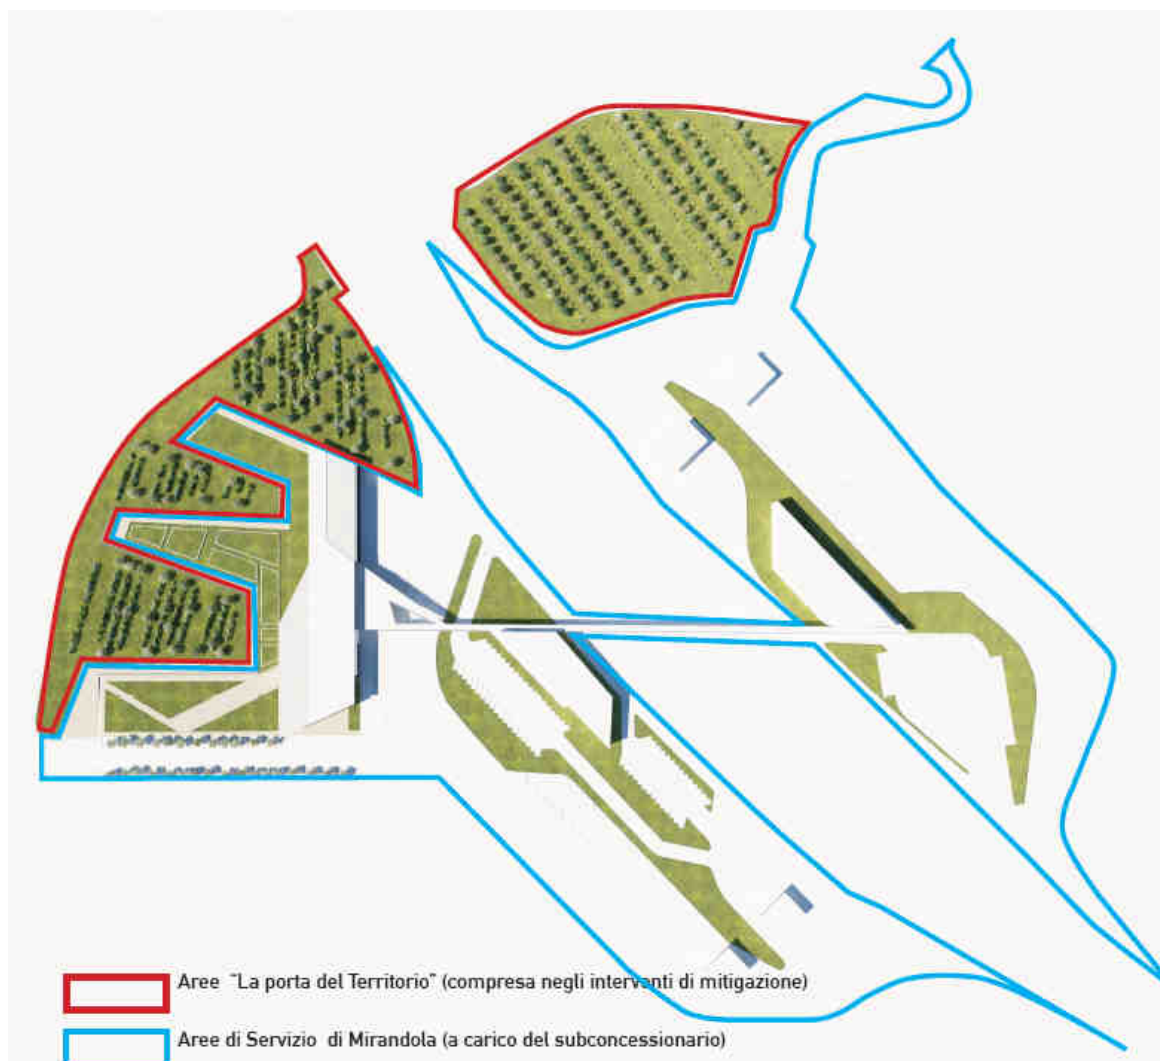 Aree "La porta del Territorio" (compresa negli interventi di mitigazione)
Aree di Servizio di Mirandola (a carico del subconcessionario)